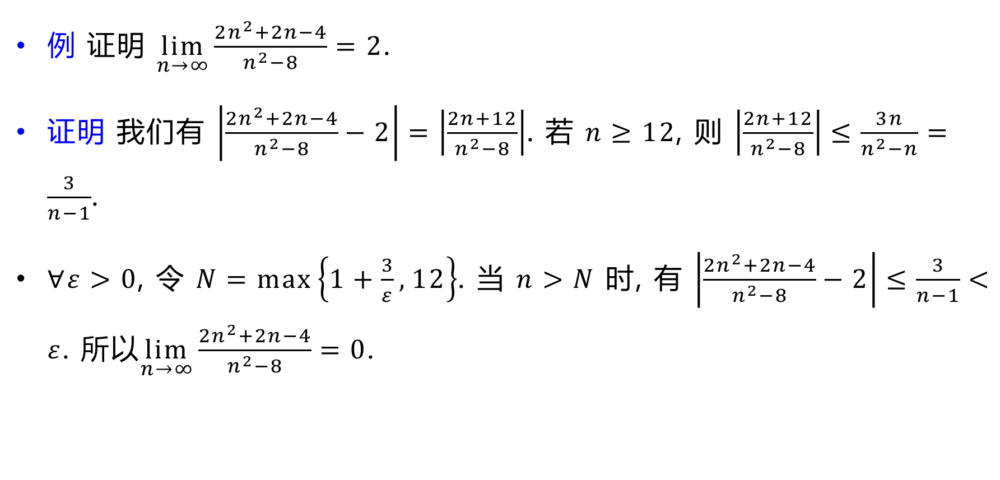 • 例 证明 $\lim\limits_{n\to\infty} \frac{2n^2+2n-4}{n^2-8} = 2.$
• 证明 我们有 $\left|\frac{2n^2+2n-4}{n^2-8} - 2\right| = \left|\frac{2n+12}{n^2-8}\right|$. 若 $n \geq 12$, 则 $\left|\frac{2n+12}{n^2-8}\right| \leq \frac{3n}{n^2-n} =$
$\frac{3}{n-1}$.
• $\forall \varepsilon > 0$, 令 $N = \max\left\{1 + \frac{3}{\varepsilon}, 12\right\}$. 当 $n > N$ 时, 有 $\left|\frac{2n^2+2n-4}{n^2-8} - 2\right| \leq \frac{3}{n-1} <$
$\varepsilon$. 所以 $\lim\limits_{n\to\infty} \frac{2n^2+2n-4}{n^2-8} = 0.$